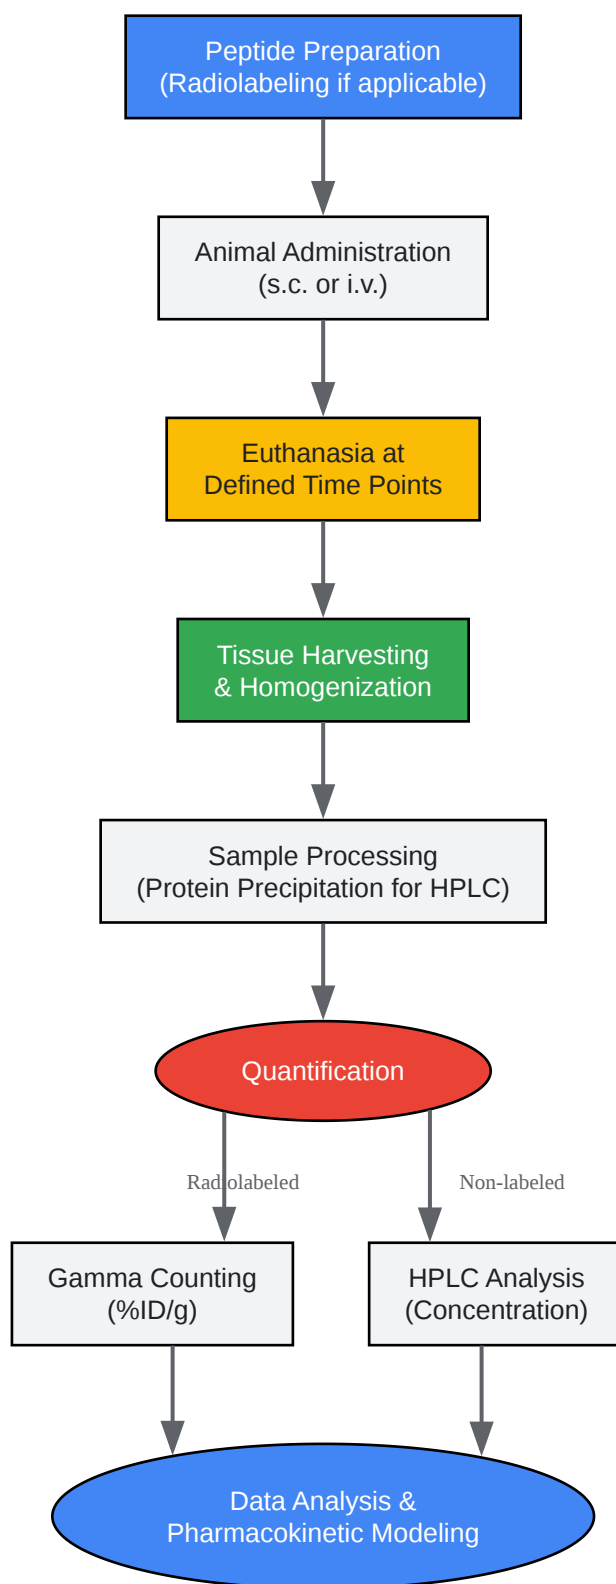 Peptide Preparation
(Radiolabeling if applicable)
Animal Administration
(s.c. or i.v.)
Euthanasia at
Defined Time Points
Tissue Harvesting
& Homogenization
Sample Processing
(Protein Precipitation for HPLC)
Quantification
Radiolabeled
Non-labeled
Gamma Counting
(%ID/g)
HPLC Analysis
(Concentration)
Data Analysis &
Pharmacokinetic Modeling